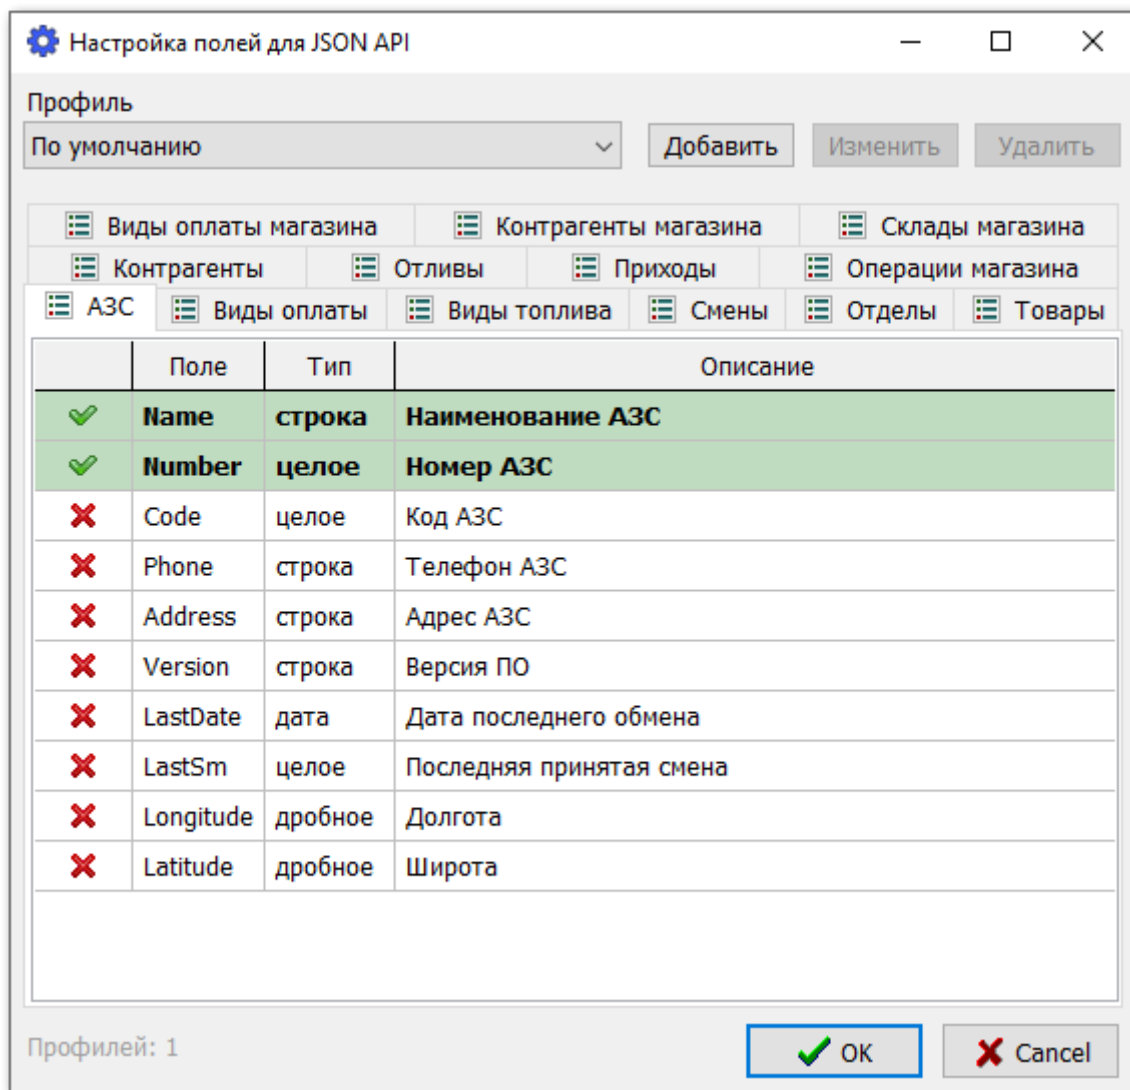 Настройка полей для JSON API
Профиль
По умолчанию Добавить Изменить Удалить
Виды оплаты магазина Контрагенты магазина Склады магазина
Контрагенты Отливы Приходы Операции магазина
АЗС Виды оплаты Виды топлива Смены Отделы Товары
Поле Тип Описание
Name строка Наименование АЗС
Number целое Номер АЗС
Code целое Код АЗС
Phone строка Телефон АЗС
Address строка Адрес АЗС
Version строка Версия ПО
LastDate дата Дата последнего обмена
LastSm целое Последняя принятая смена
Longitude дробное Долгота
Latitude дробное Широта
Профилей: 1 OK Cancel